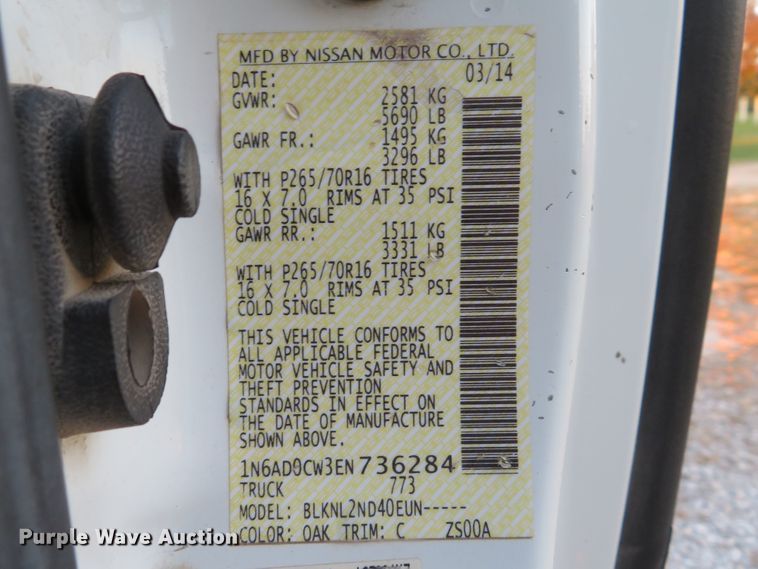 MFD BY NISSAN MOTOR CO., LTD.
DATE: 03/14
GVWR: 2581 KG
5690 LB
GAWR FR.: 1495 KG
3296 LB
WITH P265/70R16 TIRES
16 X 7.0 RIMS AT 35 PSI
COLD SINGLE
GAWR RR.: 1511 KG
3331 LB
WITH P265/70R16 TIRES
16 X 7.0 RIMS AT 35 PSI
COLD SINGLE
THIS VEHICLE CONFORMS TO
ALL APPLICABLE FEDERAL
MOTOR VEHICLE SAFETY AND
THEFT PREVENTION
STANDARDS IN EFFECT ON
THE DATE OF MANUFACTURE
SHOWN ABOVE.
1N6AD0CW3EN736284
TRUCK 773
MODEL: BLKNL2ND40EUN-----
COLOR: OAK TRIM: C ZS00A
Purple Wave Auction